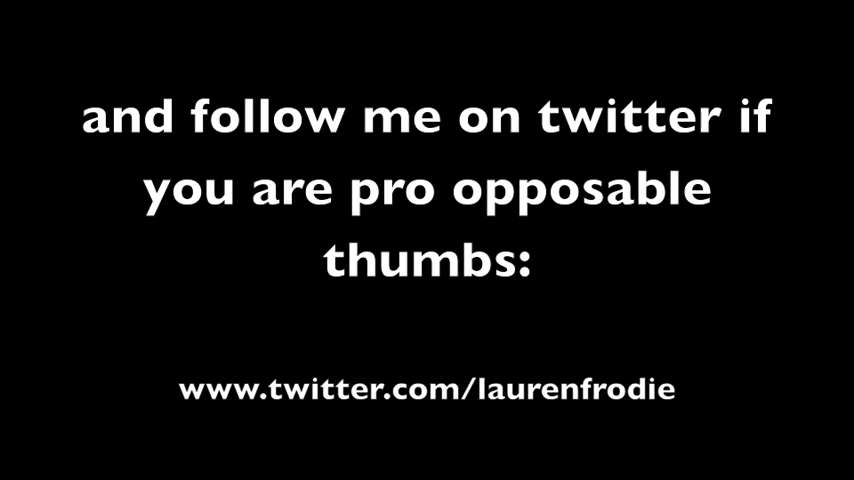 and follow me on twitter if
you are pro opposable
thumbs:
www.twitter.com/laurenfrodie